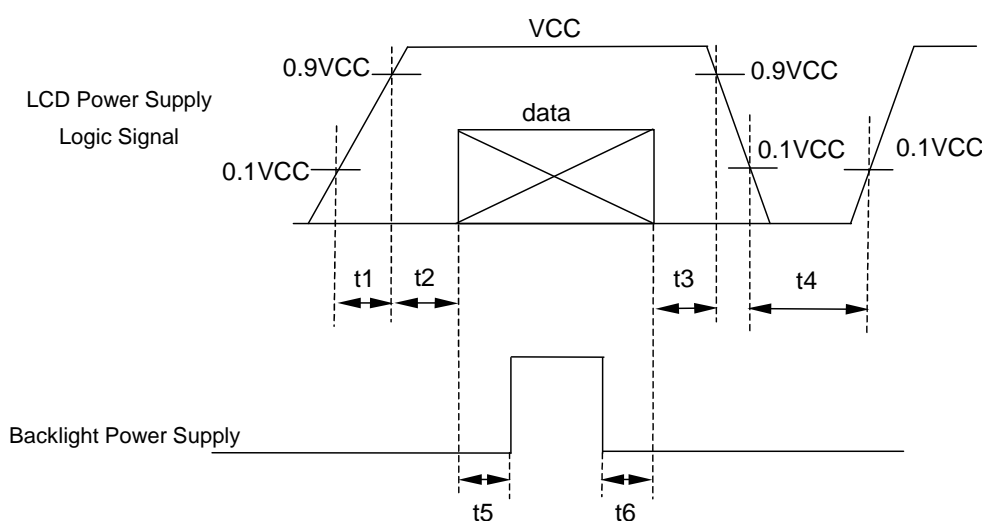 VCC
0.9VCC
0.9VCC
LCD Power Supply
Logic Signal
data
0.1VCC
0.1VCC
0.1VCC
t1
t2
t3
t4
Backlight Power Supply
t5
t6